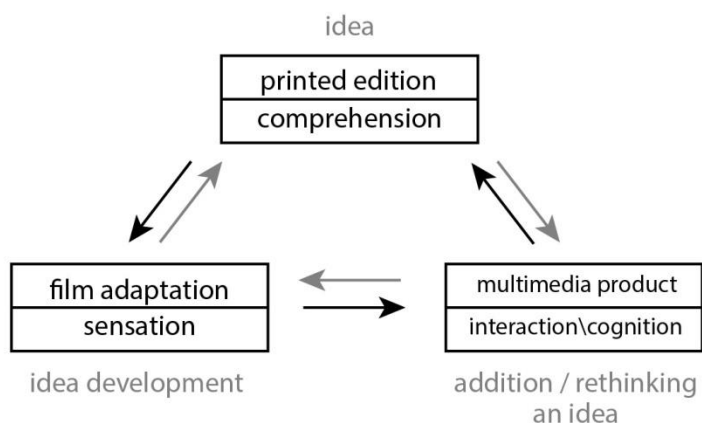 idea
printed edition
comprehension
film adaptation
sensation
idea development
multimedia product
interaction\cognition
addition / rethinking
an idea